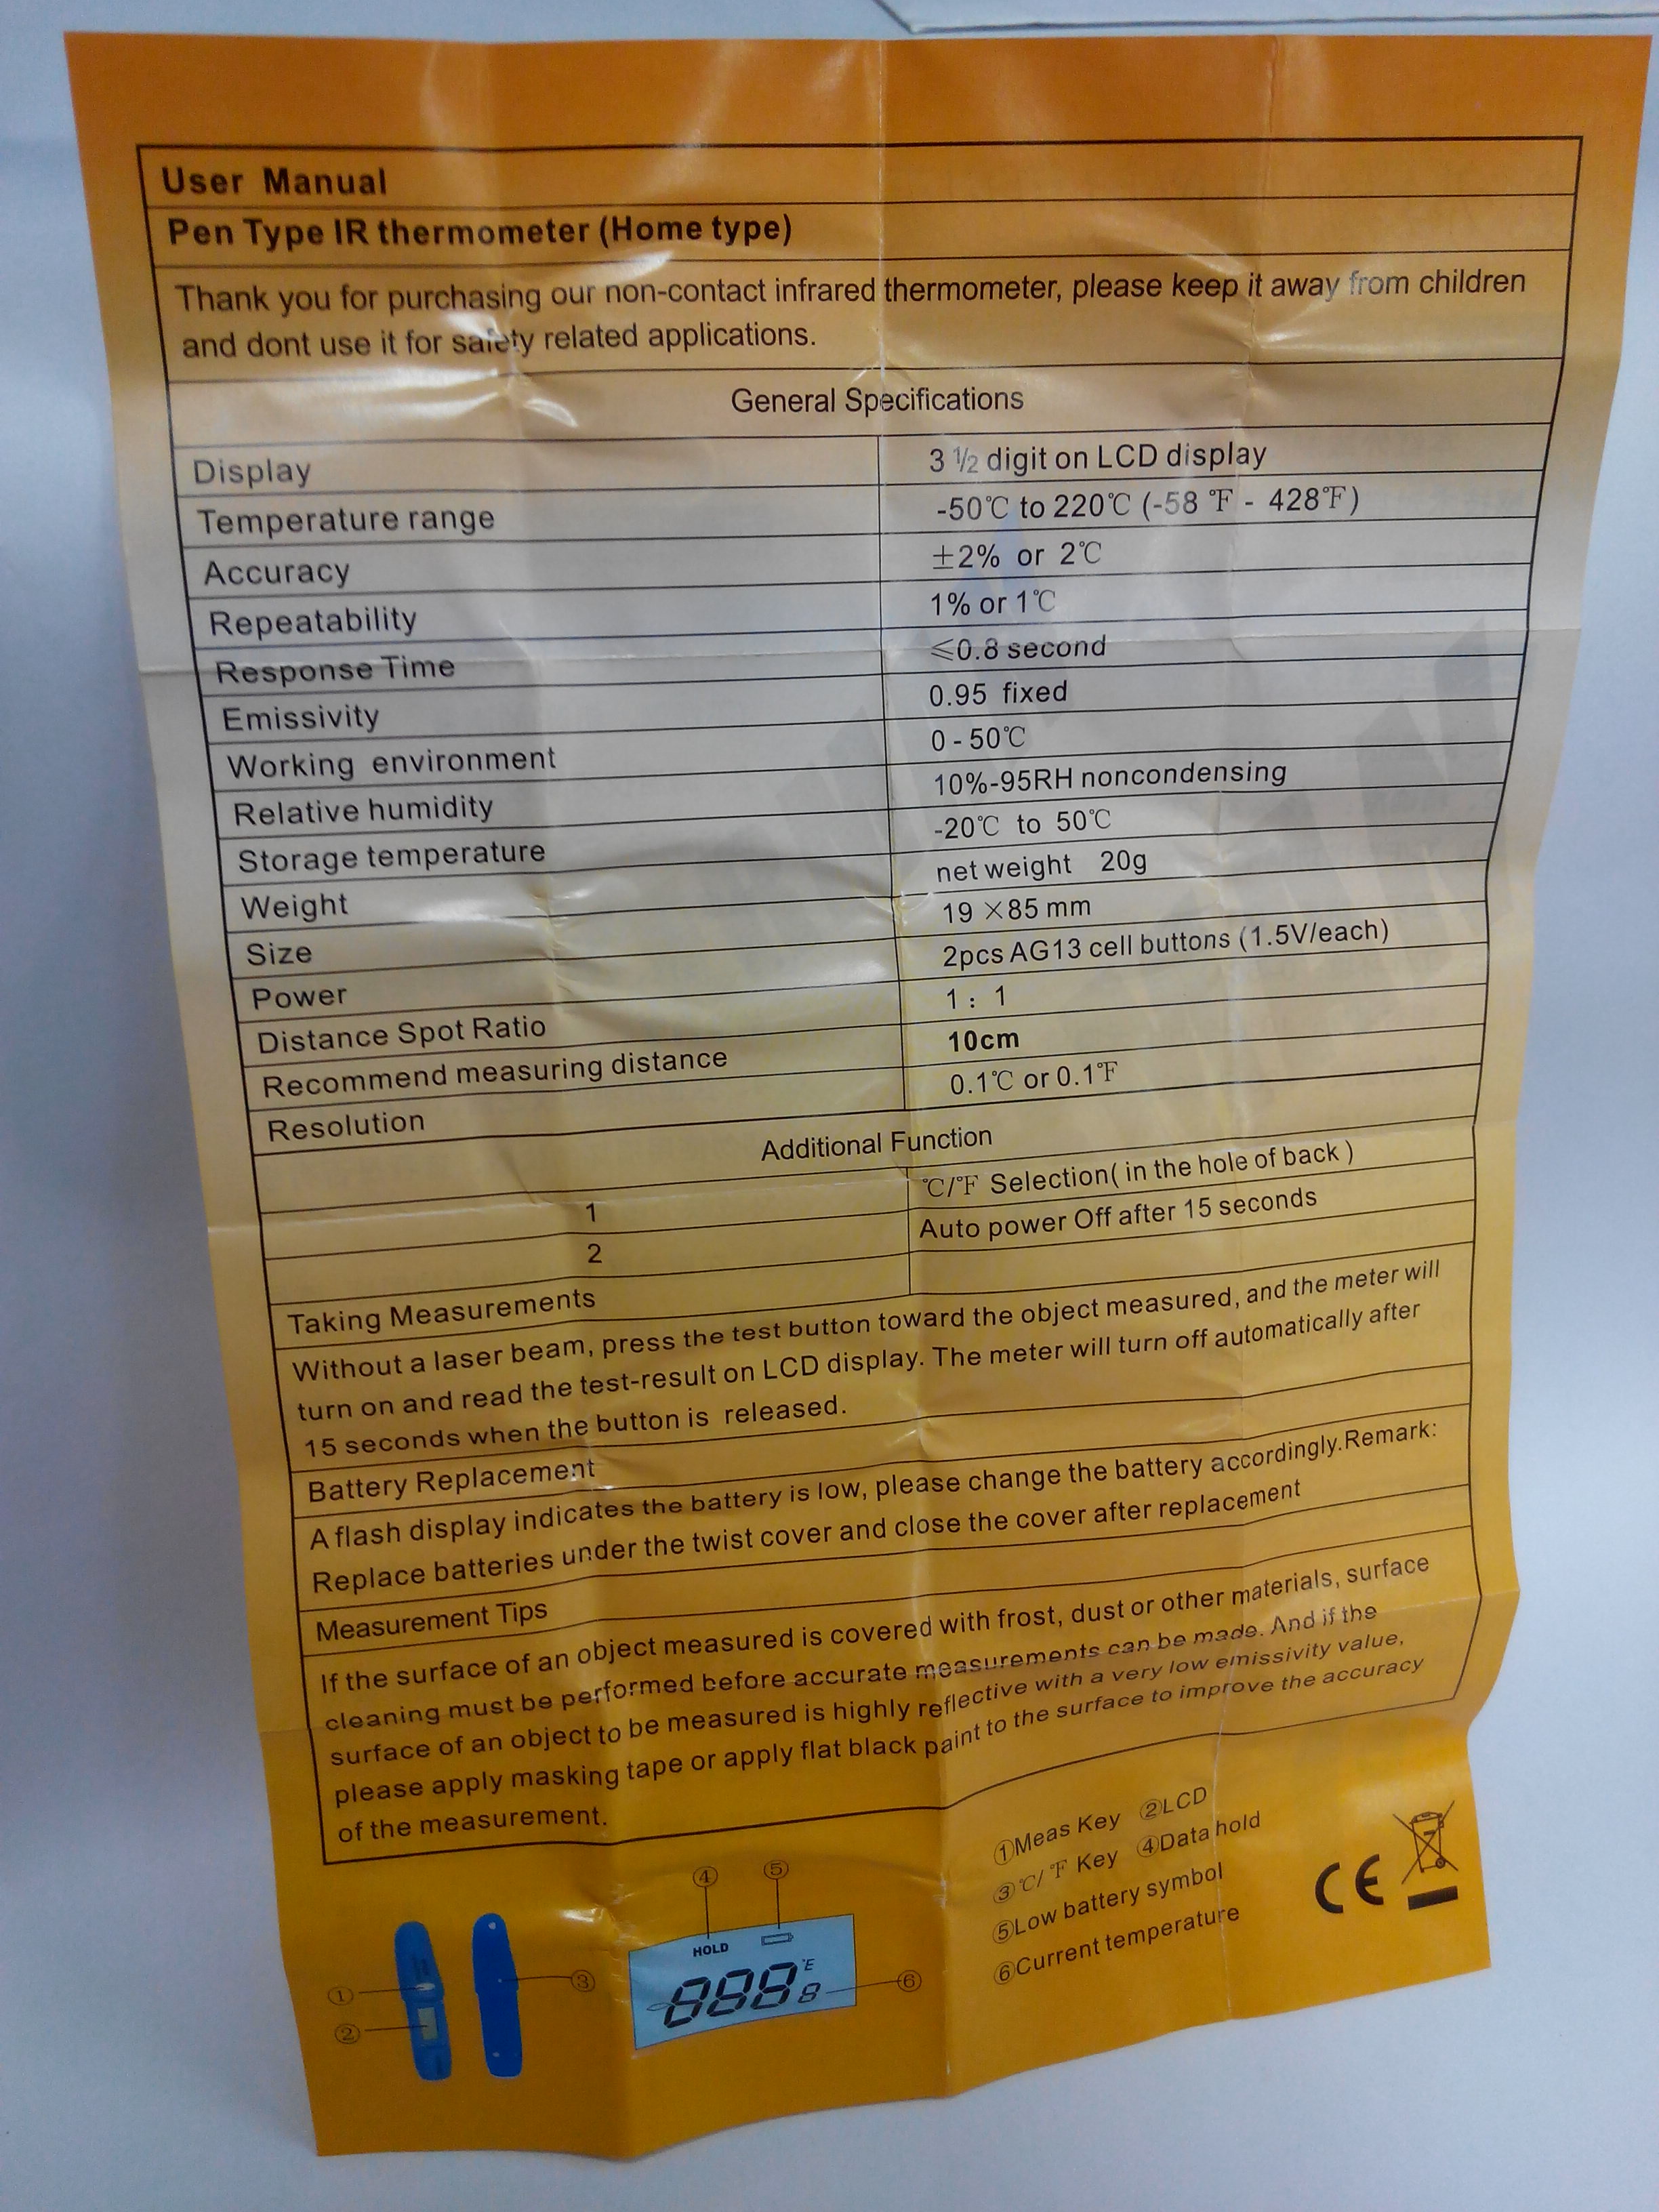 User Manual
Pen Type IR thermometer (Home type)
Thank you for purchasing our non-contact infrared thermometer, please keep it away from children
and dont use it for safety related applications.
General Specifications
Display 3 1/2 digit on LCD display
Temperature range -50℃ to 220℃ (-58 ℉ - 428℉)
Accuracy ±2% or 2℃
Repeatability 1% or 1℃
Response Time ≤0.8 second
Emissivity 0.95 fixed
Working environment 0 - 50℃
Relative humidity 10%-95RH noncondensing
Storage temperature -20℃ to 50℃
Weight net weight 20g
Size 19 ×85 mm
Power 2pcs AG13 cell buttons (1.5V/each)
Distance Spot Ratio 1 : 1
Recommend measuring distance 10cm
Resolution 0.1℃ or 0.1℉
Additional Function
1 ℃/℉ Selection( in the hole of back )
2 Auto power Off after 15 seconds
Taking Measurements
Without a laser beam, press the test button toward the object measured, and the meter will
turn on and read the test-result on LCD display. The meter will turn off automatically after
15 seconds when the button is released.
Battery Replacement
A flash display indicates the battery is low, please change the battery accordingly.Remark:
Replace batteries under the twist cover and close the cover after replacement
Measurement Tips
If the surface of an object measured is covered with frost, dust or other materials, surface
cleaning must be performed before accurate measurements can be made. And if the
surface of an object to be measured is highly reflective with a very low emissivity value,
please apply masking tape or apply flat black paint to the surface to improve the accuracy
of the measurement.
①Meas Key ②LCD
③℃/ ℉ Key ④Data hold
⑤Low battery symbol
⑥Current temperature
CE
④ ⑤
HOLD
888 8 °E
① ② ③ ⑥